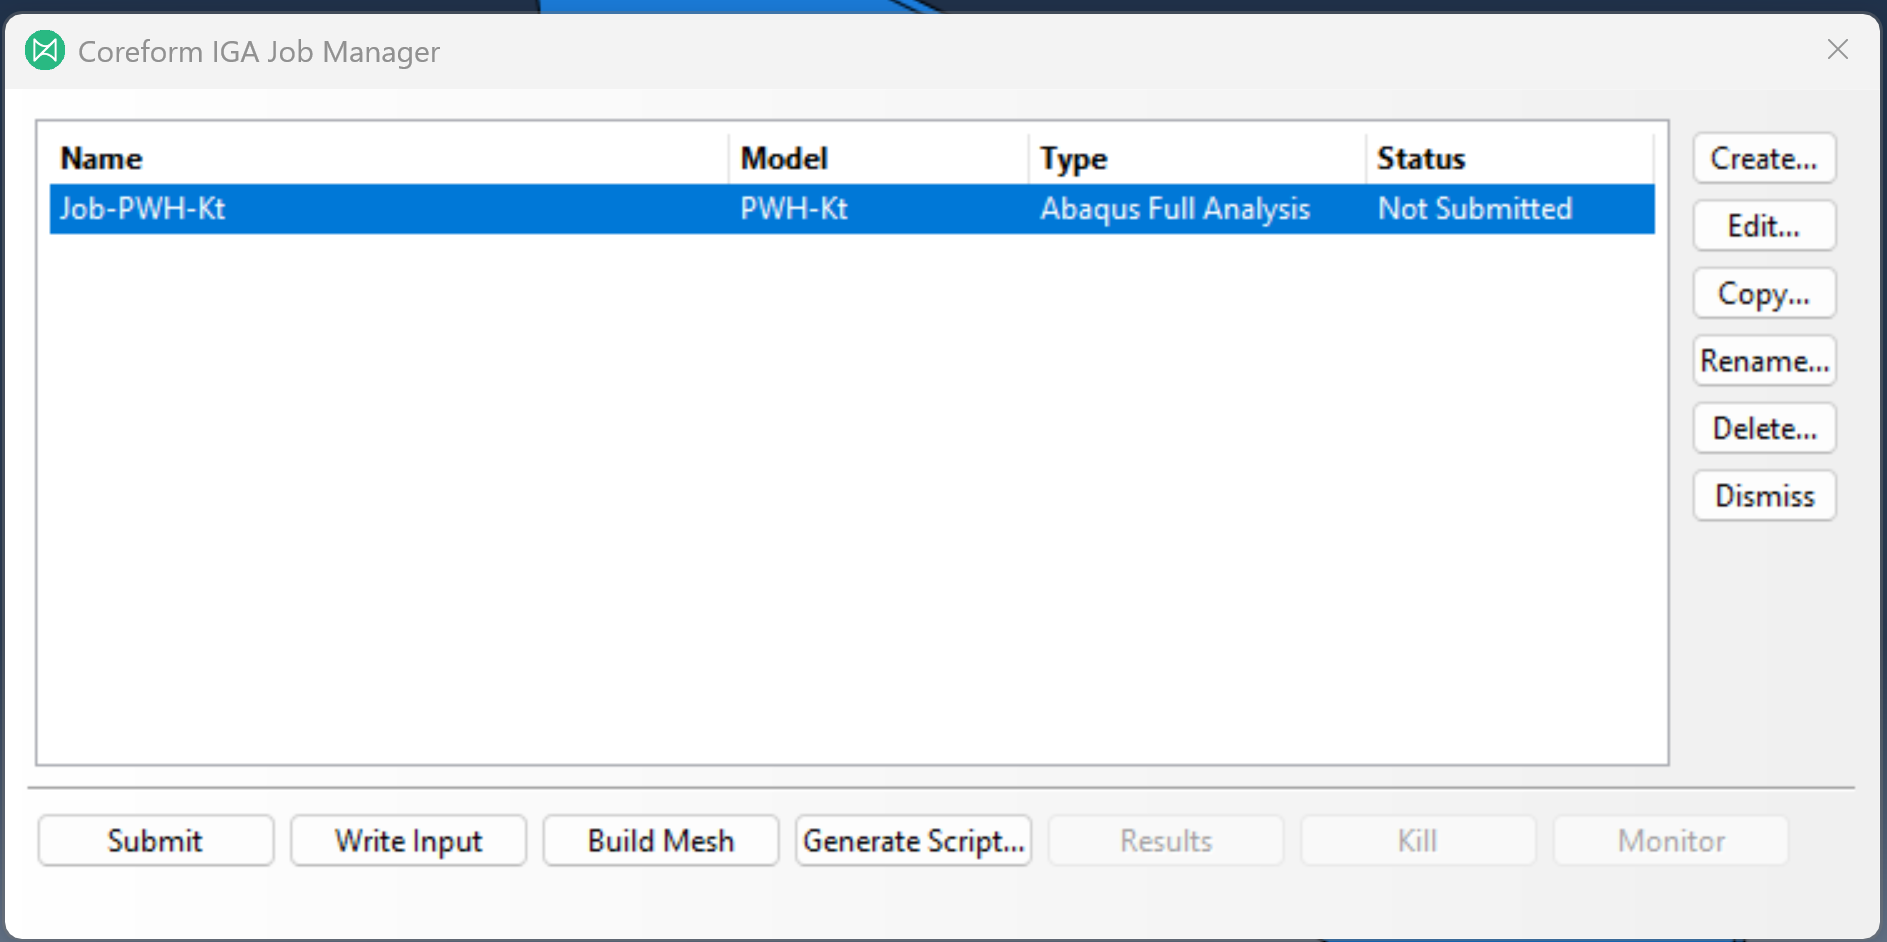 Coreform IGA Job Manager
Name Model Type Status
Job-PWH-Kt PWH-Kt Abaqus Full Analysis Not Submitted
Create...
Edit...
Copy...
Rename...
Delete...
Dismiss
Submit Write Input Build Mesh Generate Script... Results Kill Monitor